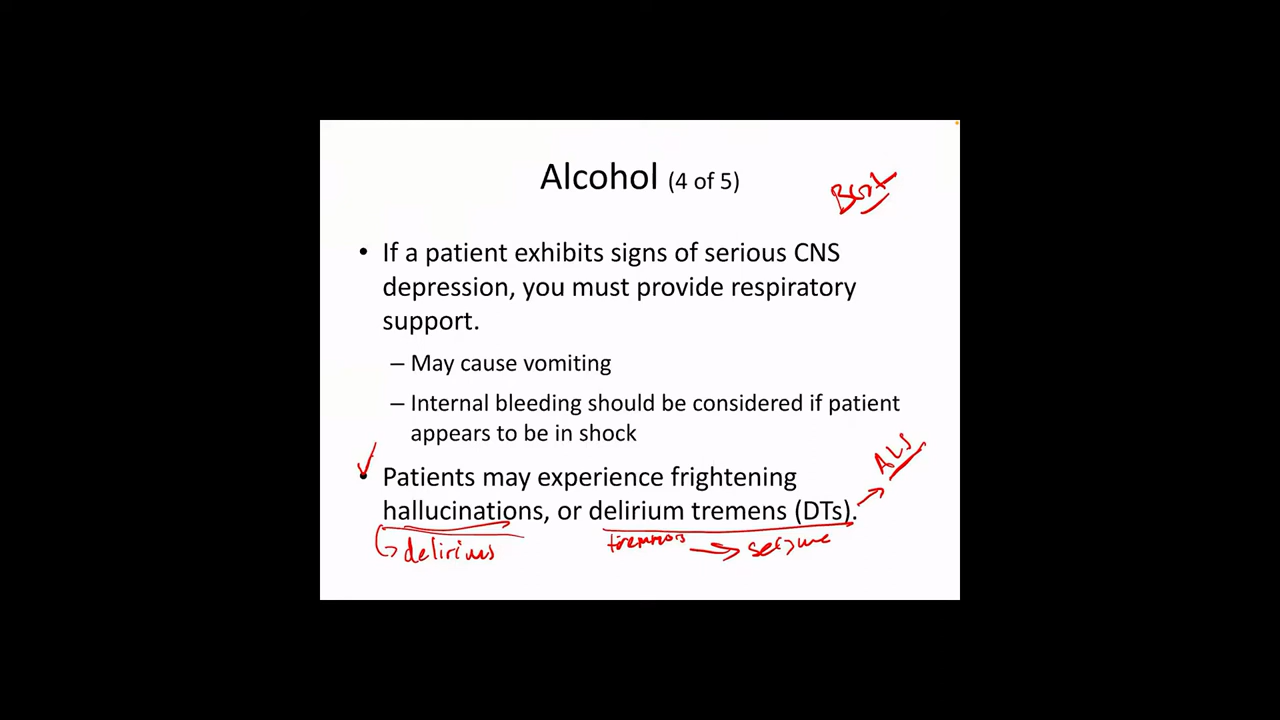 Alcohol (4 of 5)
• If a patient exhibits signs of serious CNS
depression, you must provide respiratory
support.
– May cause vomiting
– Internal bleeding should be considered if patient
appears to be in shock
ALS
• Patients may experience frightening
hallucinations, or delirium tremens (DTs).
tremors → seizure